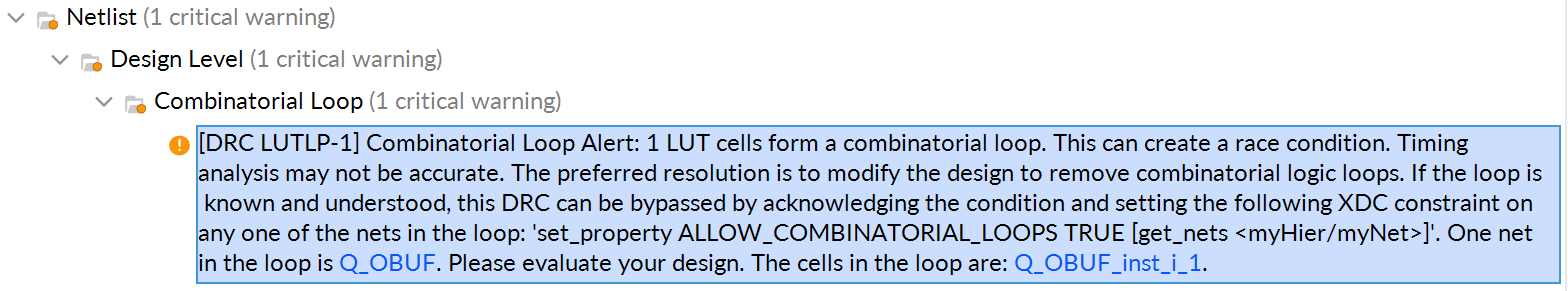 Netlist (1 critical warning)
Design Level (1 critical warning)
Combinatorial Loop (1 critical warning)
[DRC LUTLP-1] Combinatorial Loop Alert: 1 LUT cells form a combinatorial loop. This can create a race condition. Timing
analysis may not be accurate. The preferred resolution is to modify the design to remove combinatorial logic loops. If the loop is
known and understood, this DRC can be bypassed by acknowledging the condition and setting the following XDC constraint on
any one of the nets in the loop: 'set_property ALLOW_COMBINATORIAL_LOOPS TRUE [get_nets <myHier/myNet>]'. One net
in the loop is Q_OBUF. Please evaluate your design. The cells in the loop are: Q_OBUF_inst_i_1.